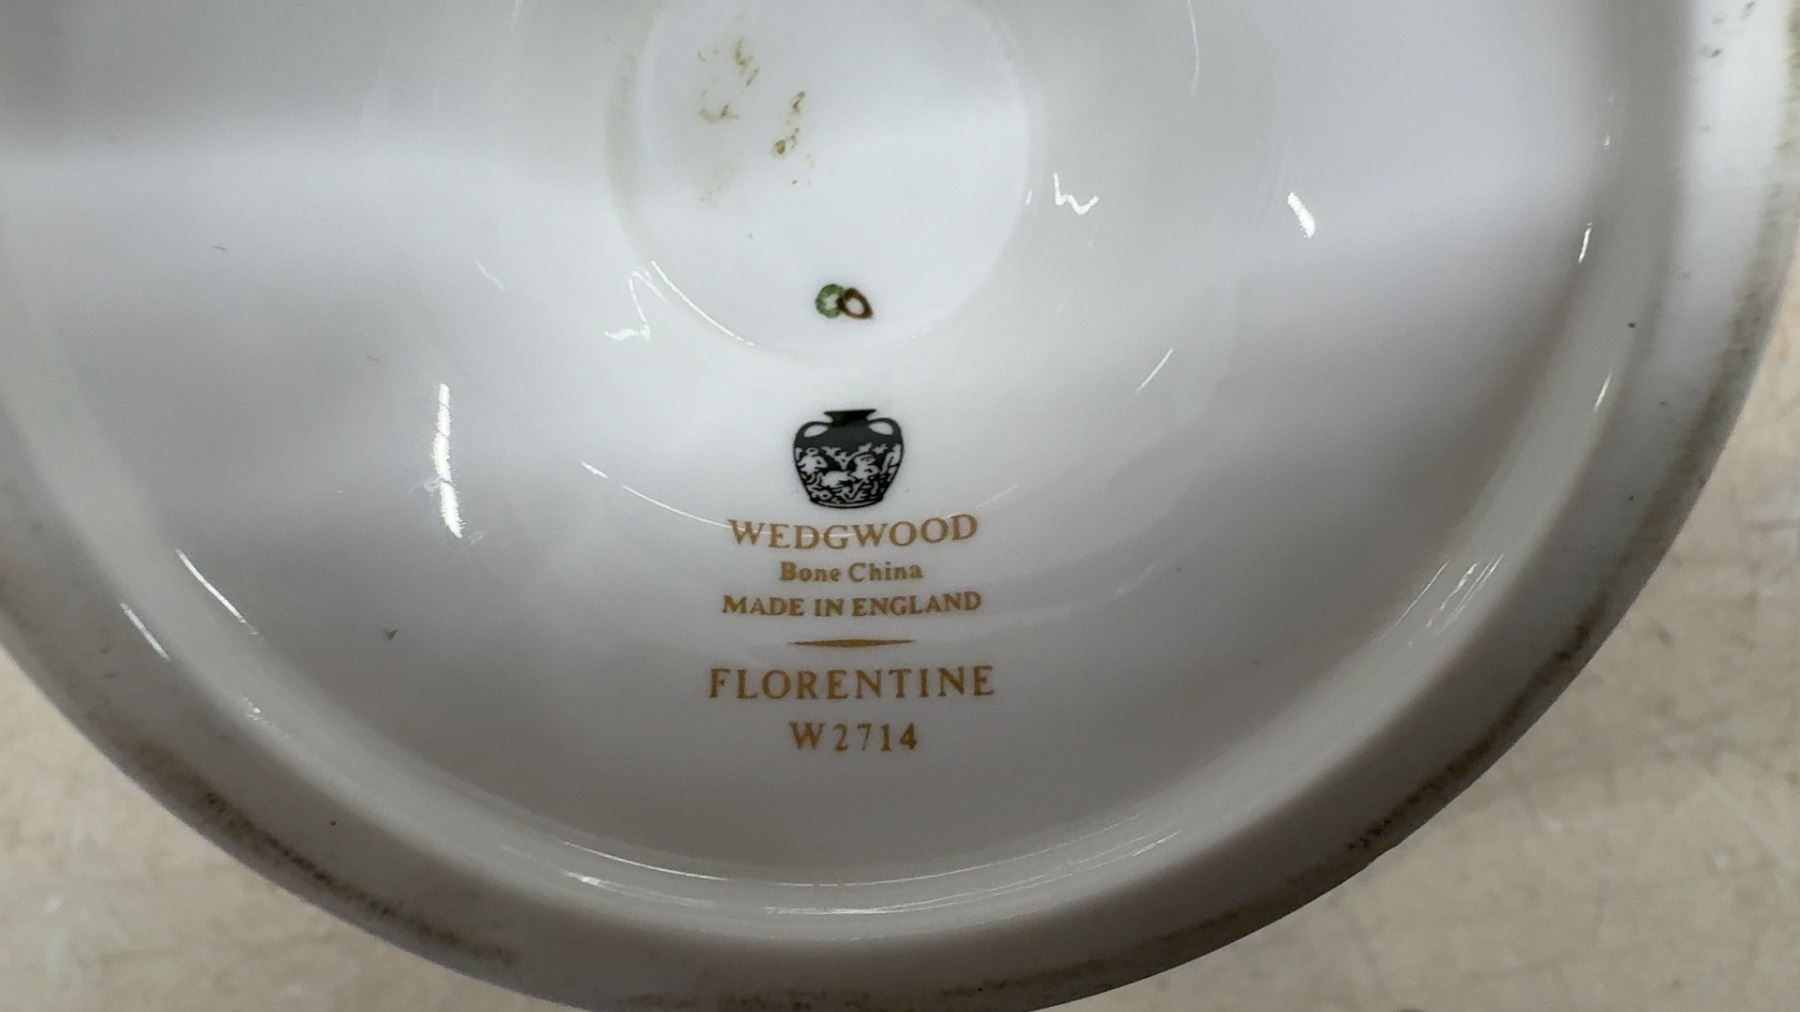 WEDGWOOD
Bone China
MADE IN ENGLAND
FLORENTINE
W2714